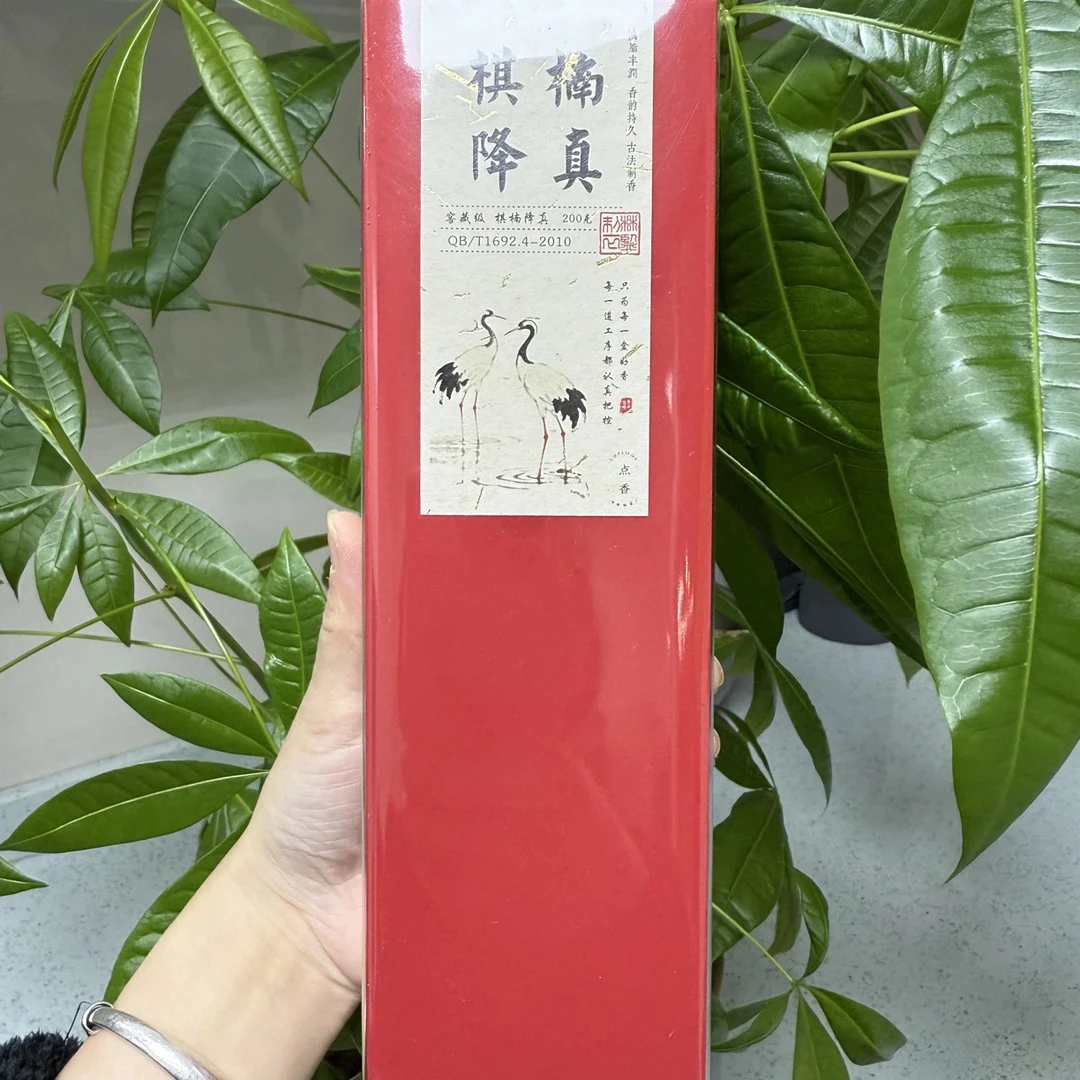 棋楠
降真
脂丰润 香韵持久 古法制香
窖藏级 棋楠降真 200克
QB/T1692.4-2010
只为每一盒好香
每一道工序都认真把控
点香